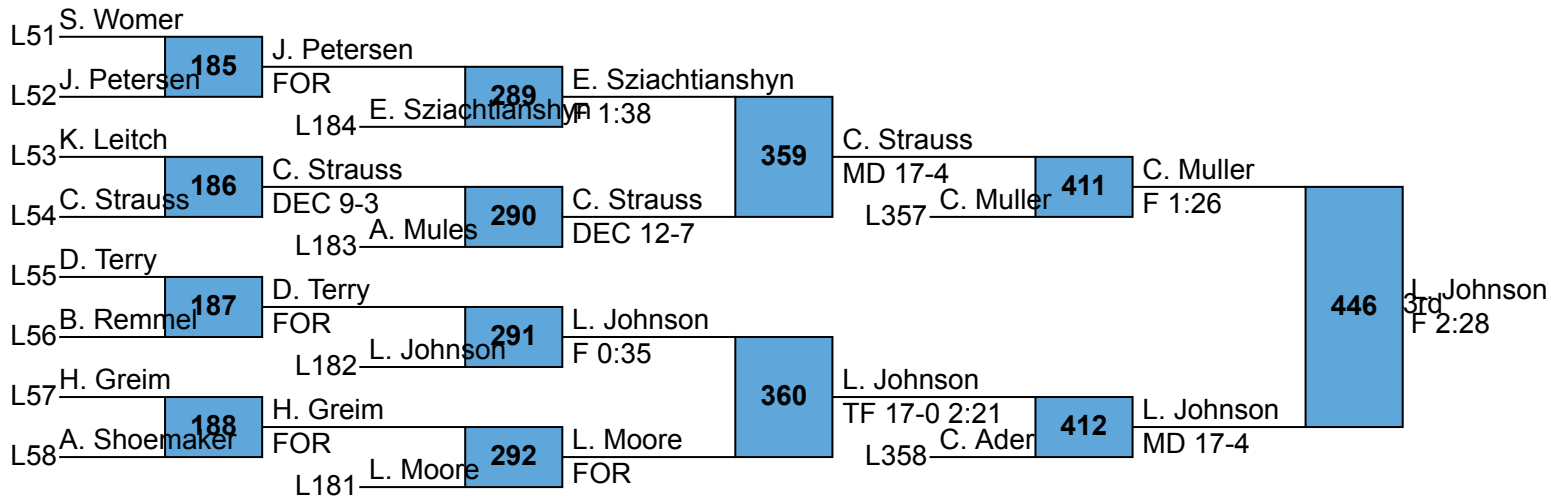 S. Womer
L51
185
J. Petersen
FOR
J. Petersen
L52
289
E. Sziachtianshyn
F 1:38
E. Sziachtianshyn
L184
K. Leitch
L53
186
C. Strauss
DEC 9-3
C. Strauss
L54
359
C. Strauss
MD 17-4
290
C. Strauss
DEC 12-7
A. Mules
L183
411
C. Muller
F 1:26
C. Muller
L357
D. Terry
L55
187
D. Terry
FOR
B. Remmel
L56
291
L. Johnson
F 0:35
L. Johnson
L182
446
3rd
L. Johnson
F 2:28
H. Greim
L57
188
H. Greim
FOR
A. Shoemaker
L58
360
L. Johnson
TF 17-0 2:21
292
L. Moore
FOR
L. Moore
L181
412
L. Johnson
MD 17-4
C. Ader
L358